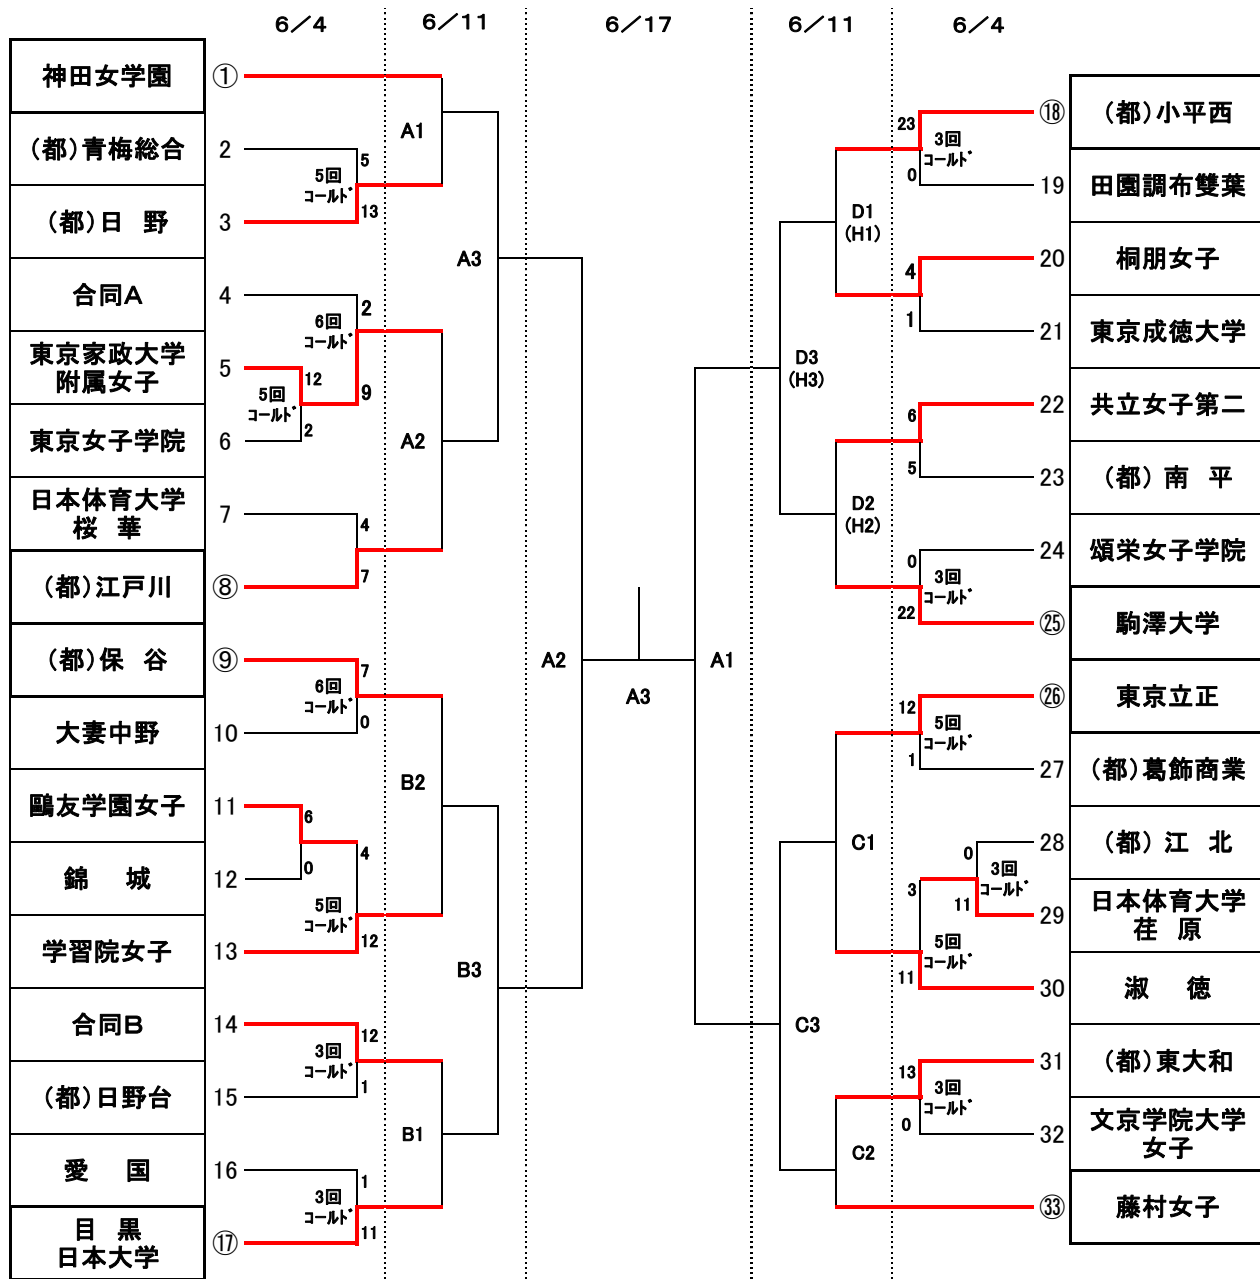 6／4
6／11
6／17
6／11
6／4
神田女学園
①
（都）青梅総合
2
（都）日　野
3
合同A
4
東京家政大学
附属女子
5
東京女子学院
6
日本体育大学
桜　華
7
（都）江戸川
⑧
（都）保　谷
⑨
大妻中野
10
鷗友学園女子
11
錦　　城
12
学習院女子
13
合同B
14
（都）日野台
15
愛　　国
16
目　黒
日本大学
⑰
5
5回
ｺｰﾙﾄﾞ
13
2
6回
ｺｰﾙﾄﾞ
9
12
5回
ｺｰﾙﾄﾞ
2
4
7
7
6回
ｺｰﾙﾄﾞ
0
6
0
4
5回
ｺｰﾙﾄﾞ
12
12
3回
ｺｰﾙﾄﾞ
1
1
3回
ｺｰﾙﾄﾞ
11
A1
A3
A2
B2
B3
B1
A2
A3
A1
D1
(H1)
D3
(H3)
D2
(H2)
C1
C3
C2
23
3回
ｺｰﾙﾄﾞ
0
4
1
6
5
0
3回
ｺｰﾙﾄﾞ
22
12
5回
ｺｰﾙﾄﾞ
1
0
3回
ｺｰﾙﾄﾞ
11
3
5回
ｺｰﾙﾄﾞ
11
13
3回
ｺｰﾙﾄﾞ
0
⑱
（都）小平西
19
田園調布雙葉
20
桐朋女子
21
東京成徳大学
22
共立女子第二
23
（都）南　平
24
頌栄女子学院
㉕
駒澤大学
㉖
東京立正
27
（都）葛飾商業
28
（都）江　北
29
日本体育大学
荏　原
30
淑　　徳
31
（都）東大和
32
文京学院大学
女子
㉝
藤村女子